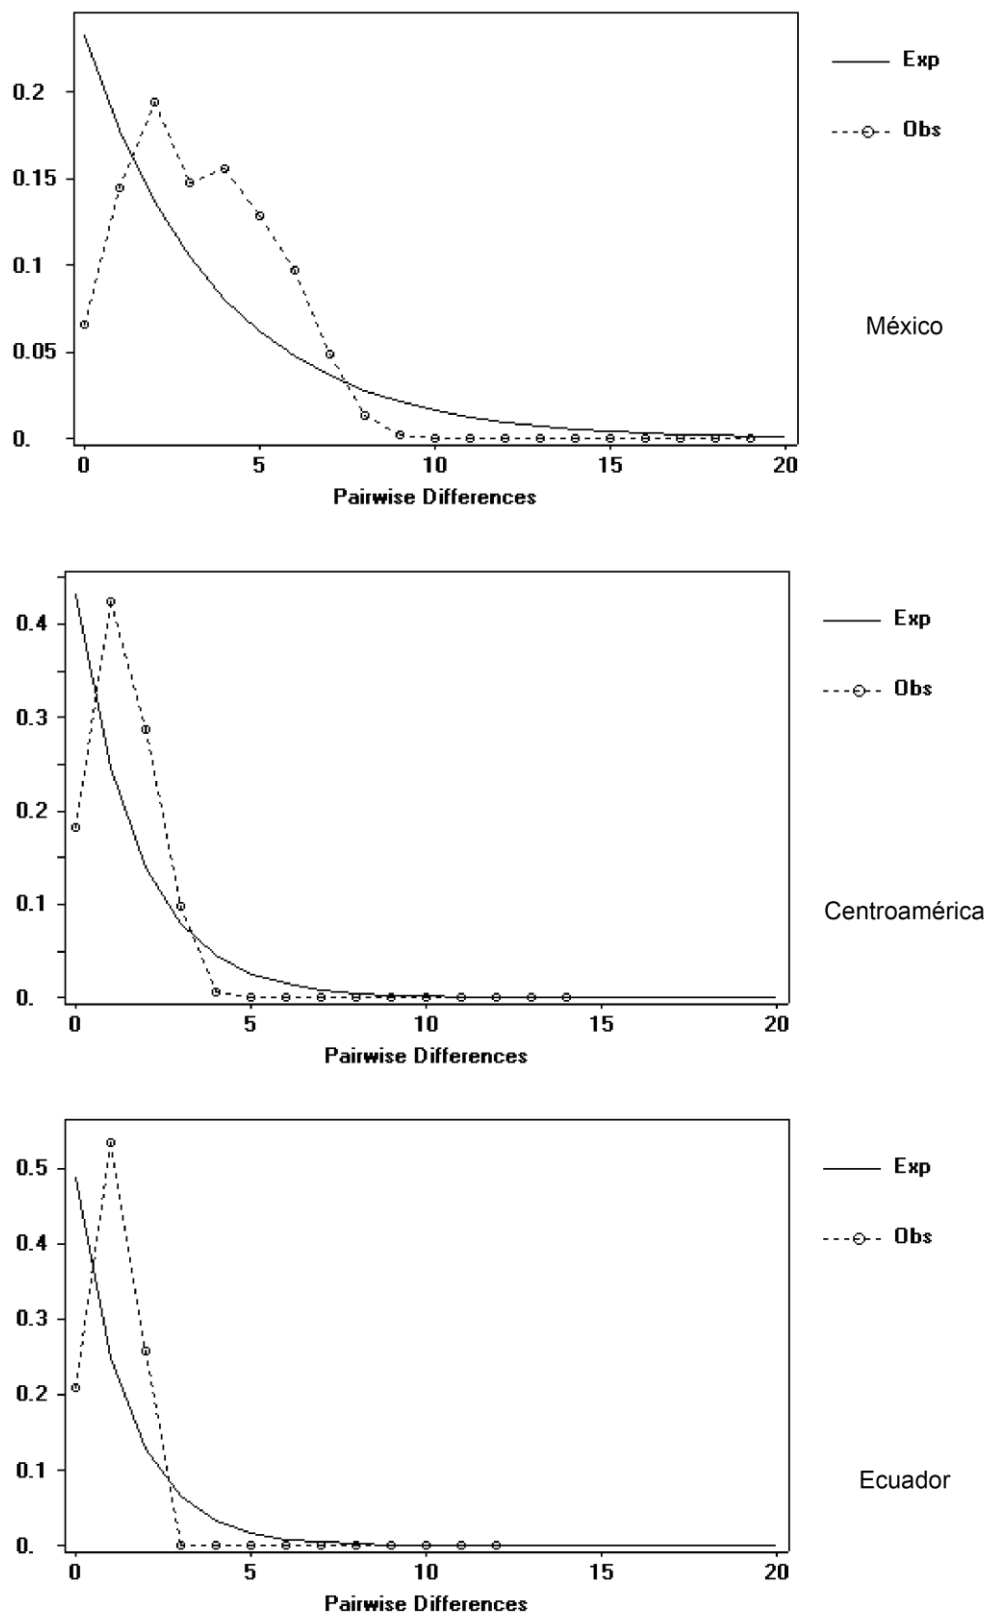 Exp
Obs
0.2
0.15
0.1
0.05
0.
México
0 5 10 15 20
Pairwise Differences
Exp
Obs
0.4
0.3
0.2
0.1
0.
Centroamérica
0 5 10 15 20
Pairwise Differences
Exp
Obs
0.5
0.4
0.3
0.2
0.1
0.
Ecuador
0 5 10 15 20
Pairwise Differences